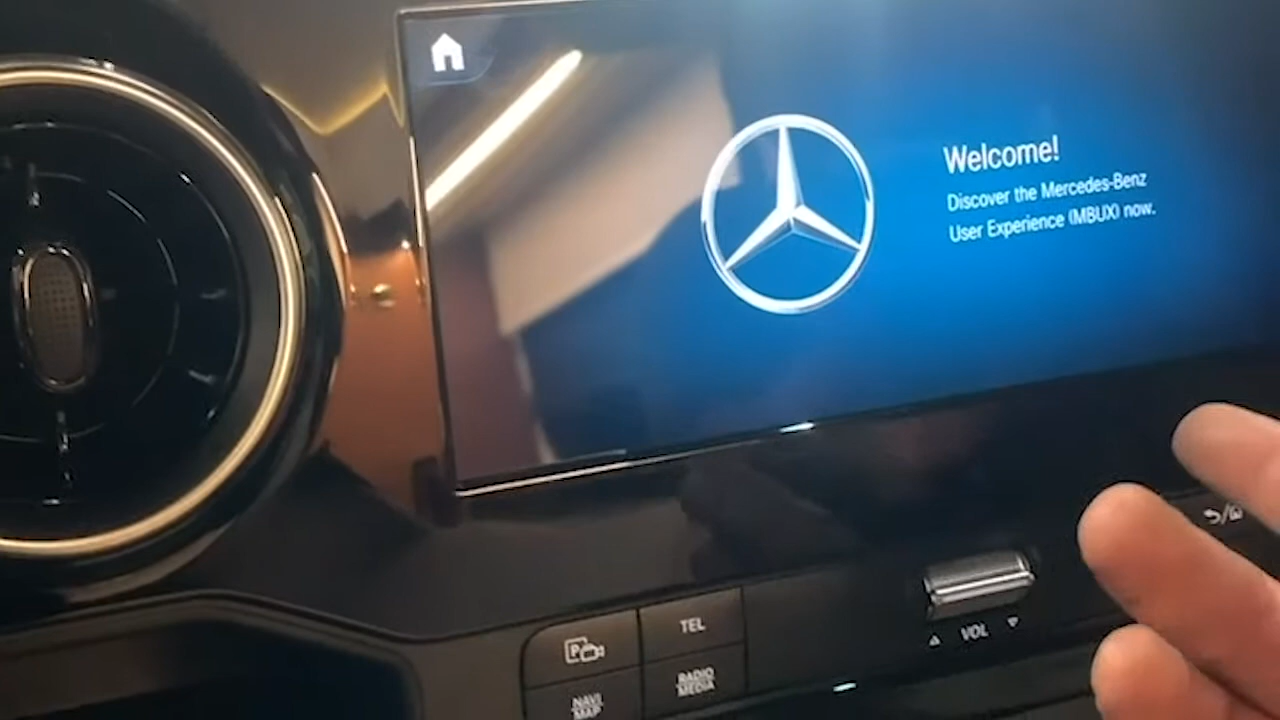 Welcome!
Discover the Mercedes-Benz
User Experience (MBUX) now.
P
TEL
NAVI
MAP
RADIO
MEDIA
VOL